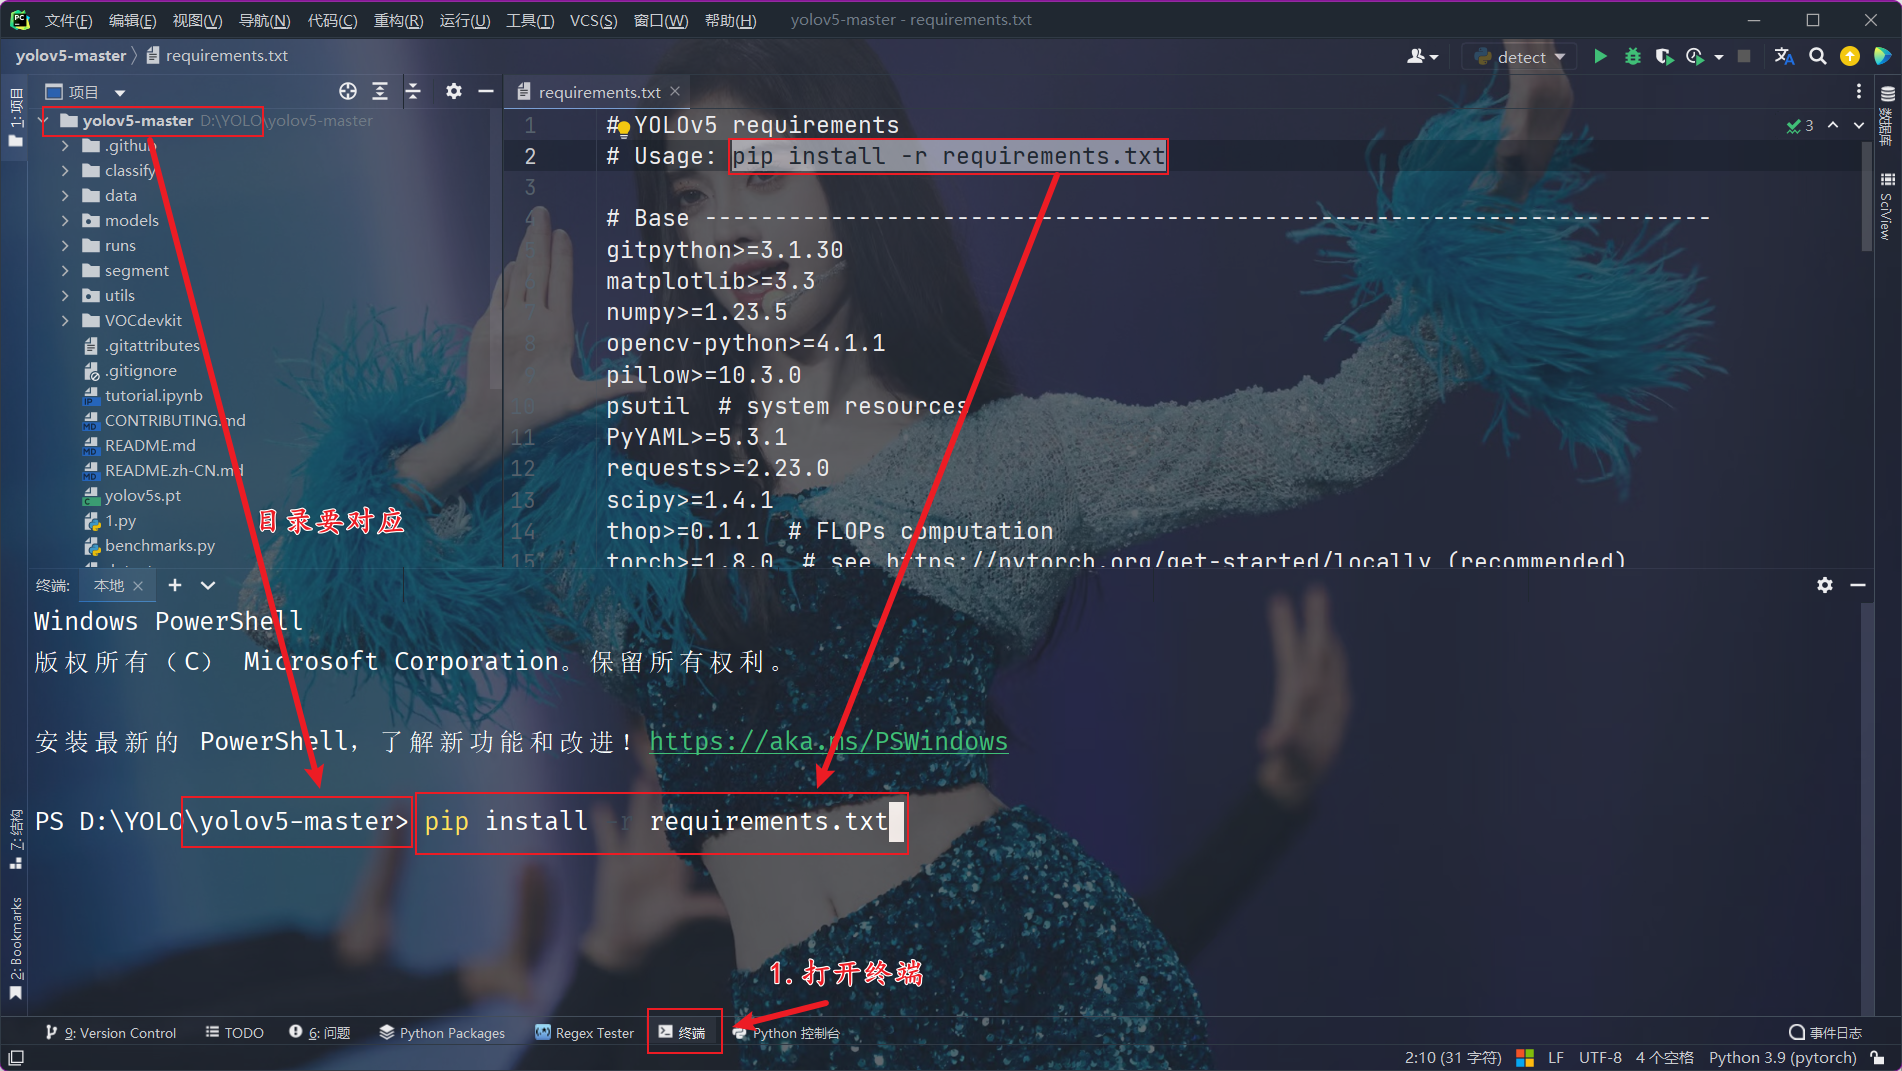 文件(F) 编辑(E) 视图(V) 导航(N) 代码(C) 重构(R) 运行(U) 工具(T) VCS(S) 窗口(W) 帮助(H) yolov5-master - requirements.txt
yolov5-master requirements.txt detect
1:项目
项目
requirements.txt
yolov5-master D:\YOLO\yolov5-master
.github
classify
data
models
runs
segment
utils
VOCdevkit
.gitattributes
.gitignore
tutorial.ipynb
CONTRIBUTING.md
README.md
README.zh-CN.md
yolov5s.pt
1.py
benchmarks.py
1 # YOLOv5 requirements
2 # Usage: pip install -r requirements.txt
3
4 # Base ------------------------------------------------------------------------
5 gitpython>=3.1.30
matplotlib>=3.3
numpy>=1.23.5
8 opencv-python>=4.1.1
pillow>=10.3.0
10 psutil # system resources
11 PyYAML>=5.3.1
12 requests>=2.23.0
13 scipy>=1.4.1
14 thop>=0.1.1 # FLOPs computation
15 torch>=1.8.0 # see https://pytorch.org/get-started/locally (recommended)
3
数据库
SciView
目录要对应
终端: 本地
Windows PowerShell
版权所有（C） Microsoft Corporation。保留所有权利。
安装最新的 PowerShell，了解新功能和改进！https://aka.ms/PSWindows
PS D:\YOLO\yolov5-master> pip install -r requirements.txt
7:结构
2:Bookmarks
1.打开终端
9: Version Control TODO 6: 问题 Python Packages Regex Tester 终端 Python 控制台 事件日志
2:10 (31 字符) LF UTF-8 4 个空格 Python 3.9 (pytorch)